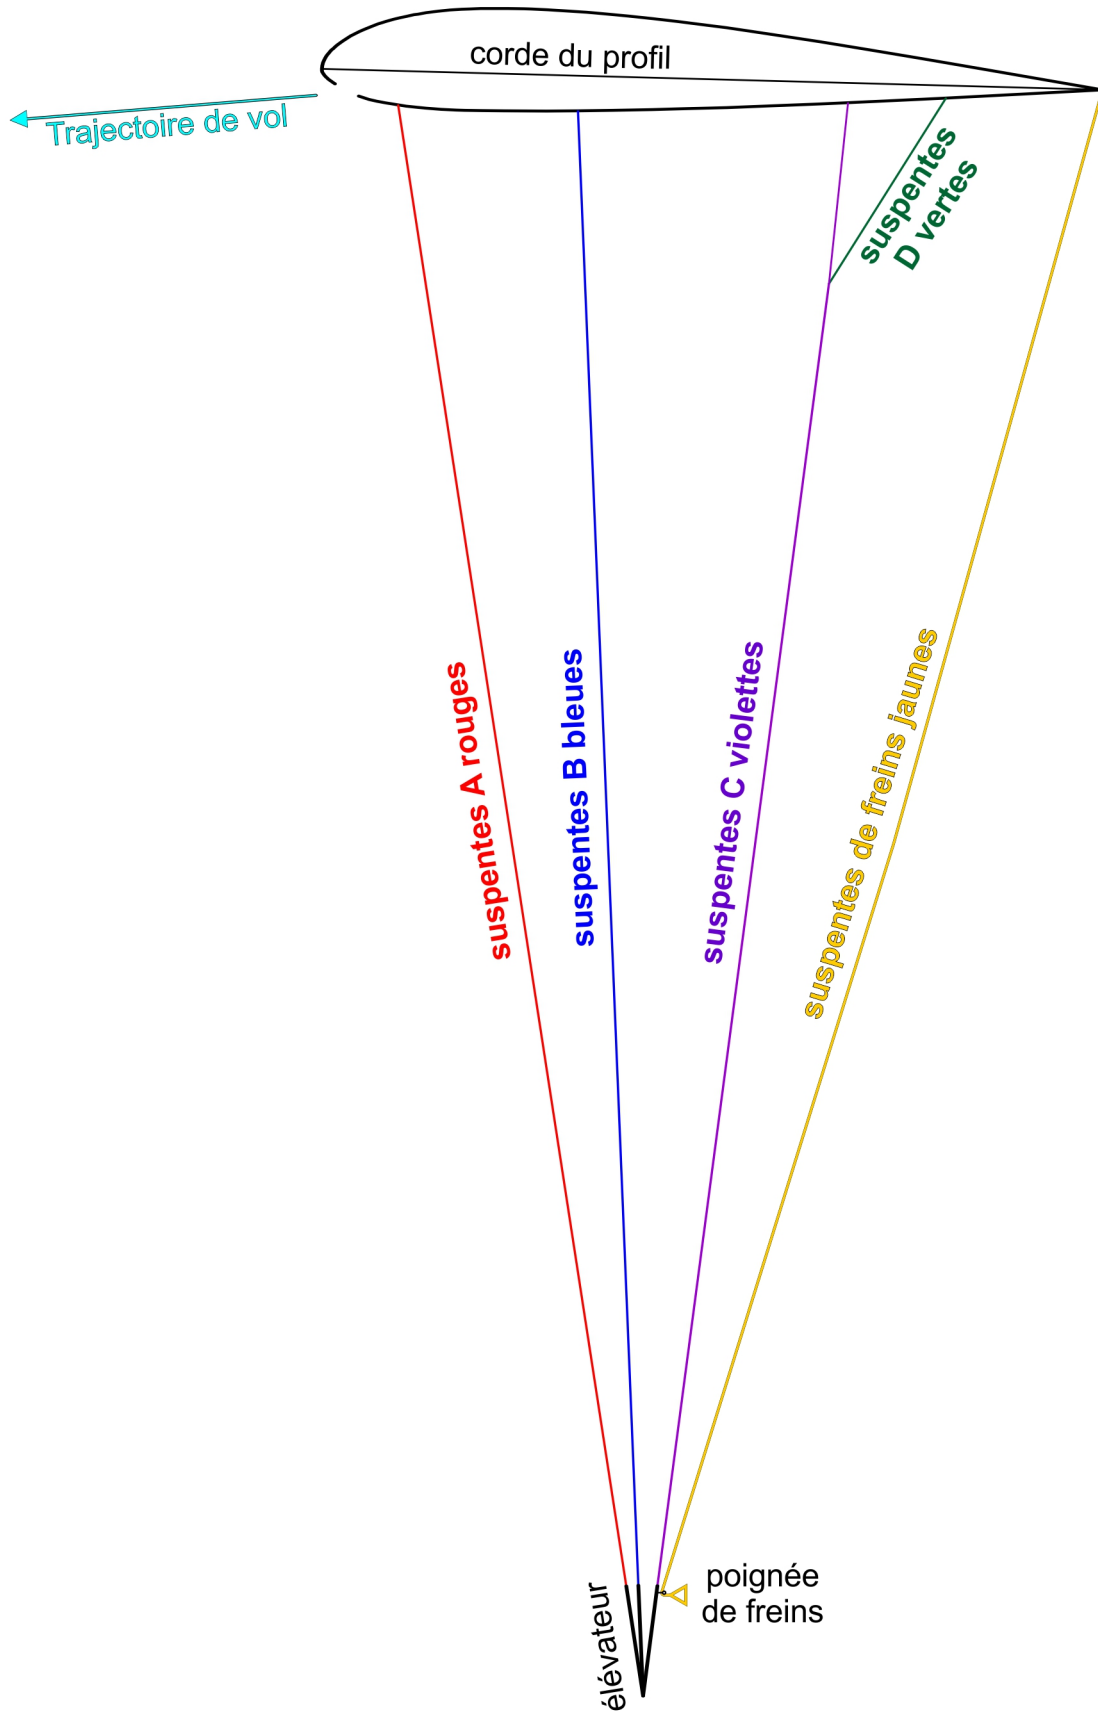 corde du profil
Trajectoire de vol
suspentes
D vertes
suspentes A rouges
suspentes B bleues
suspentes C violettes
suspentes de freins jaunes
élévateur
poignée
de freins